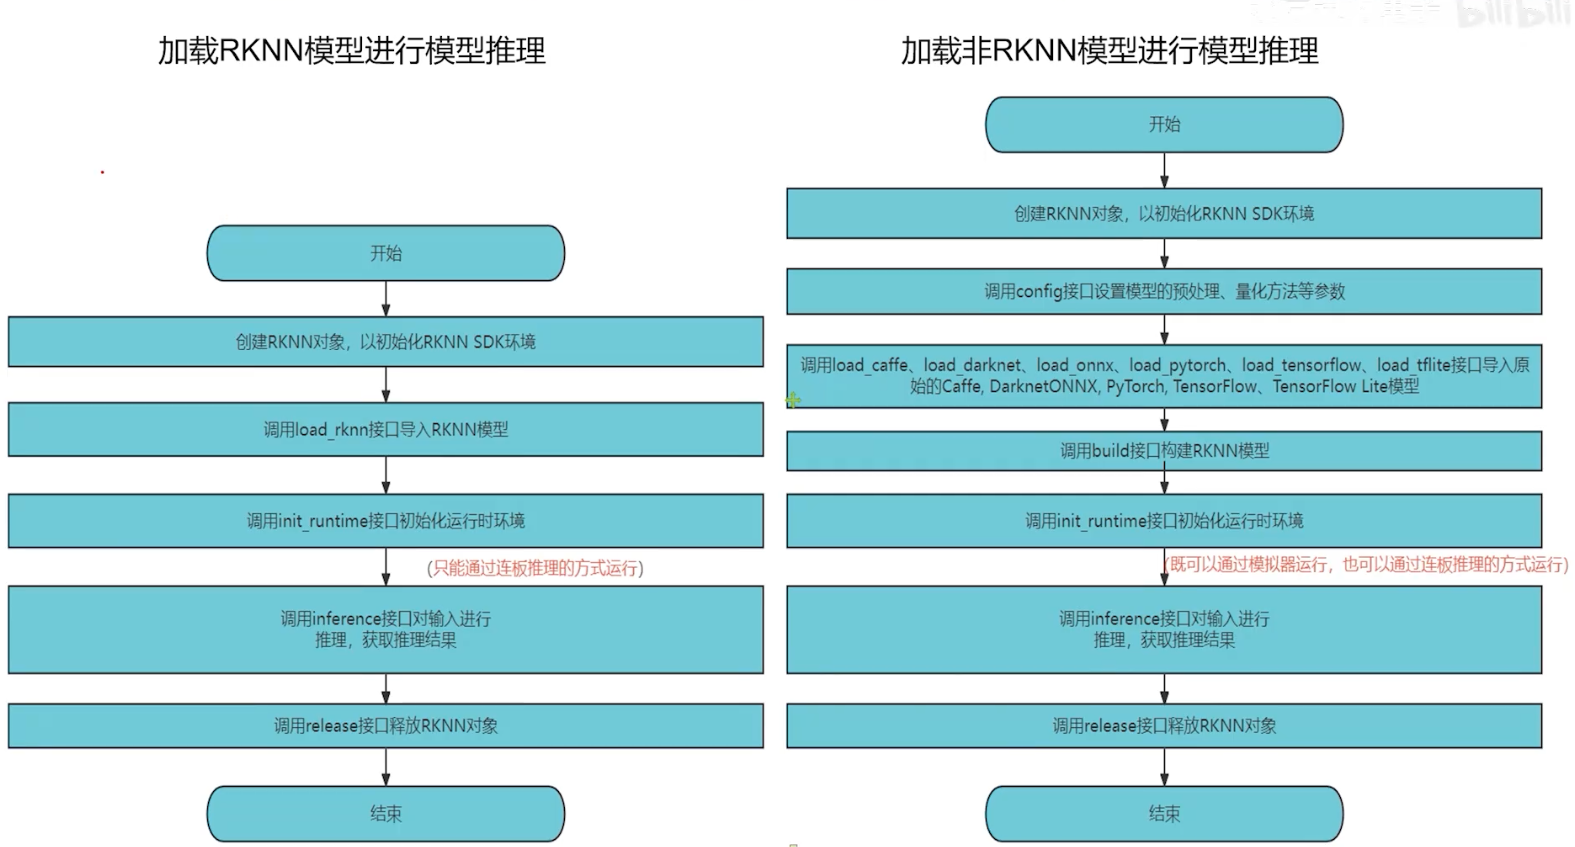 加载RKNN模型进行模型推理
开始
创建RKNN对象，以初始化RKNN SDK环境
调用load_rknn接口导入RKNN模型
调用init_runtime接口初始化运行时环境
(只能通过连板推理的方式运行)
调用inference接口对输入进行
推理，获取推理结果
调用release接口释放RKNN对象
结束
加载非RKNN模型进行模型推理
开始
创建RKNN对象，以初始化RKNN SDK环境
调用config接口设置模型的预处理、量化方法等参数
调用load_caffe、load_darknet、load_onnx、load_pytorch、load_tensorflow、load_tflite接口导入原
始的Caffe, DarknetONNX, PyTorch, TensorFlow、TensorFlow Lite模型
调用build接口构建RKNN模型
调用init_runtime接口初始化运行时环境
(既可以通过模拟器运行，也可以通过连板推理的方式运行)
调用inference接口对输入进行
推理，获取推理结果
调用release接口释放RKNN对象
结束
bilibili